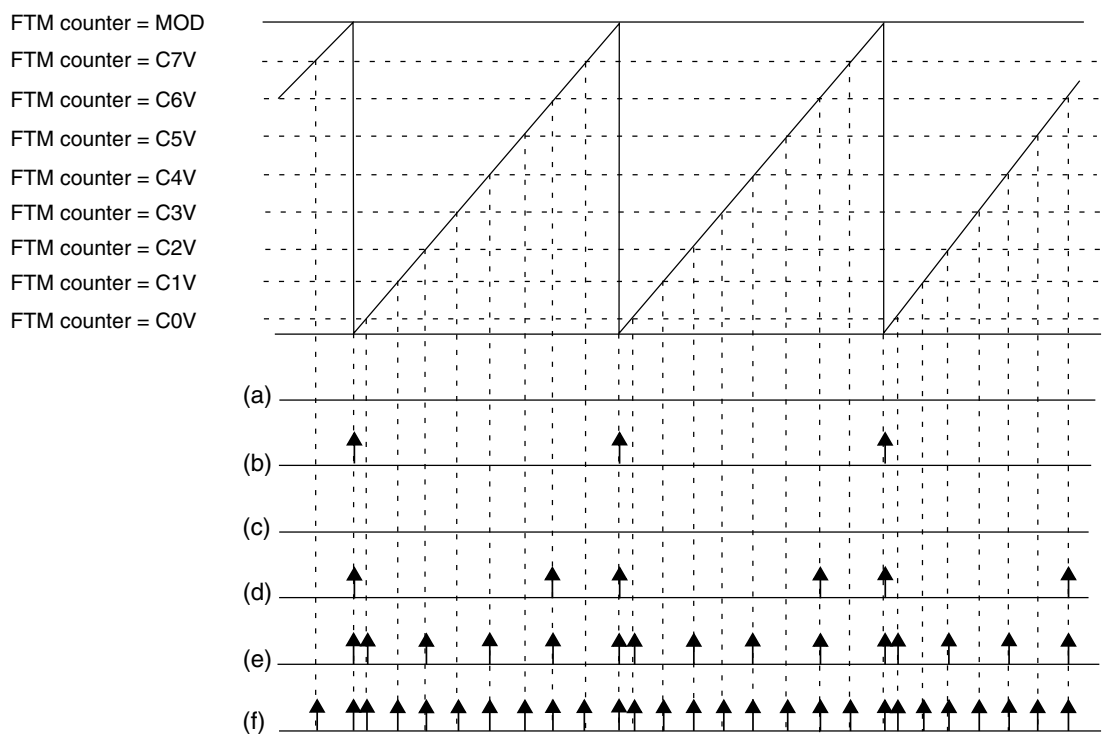 FTM counter = MOD
FTM counter = C7V
FTM counter = C6V
FTM counter = C5V
FTM counter = C4V
FTM counter = C3V
FTM counter = C2V
FTM counter = C1V
FTM counter = C0V
(a)
(b)
(c)
(d)
(e)
(f)